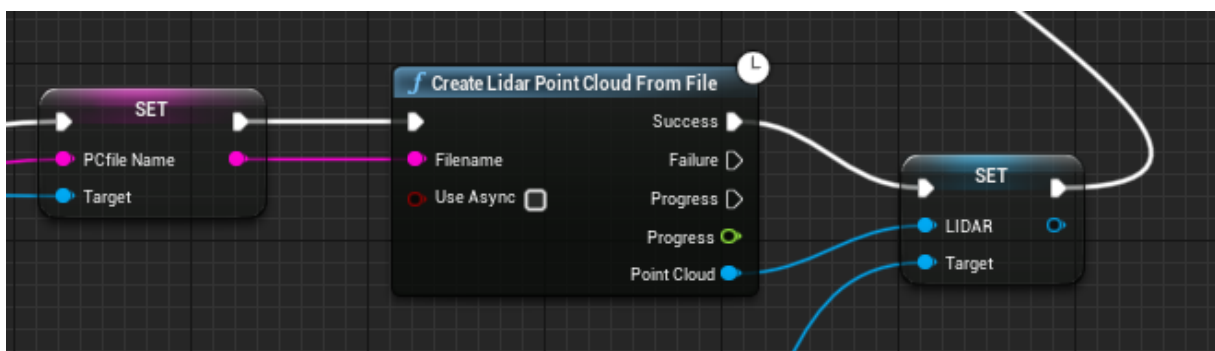 SET
PCfile Name
Target
f Create Lidar Point Cloud From File
Success
Filename
Failure
Use Async
Progress
Progress
Point Cloud
SET
LIDAR
Target